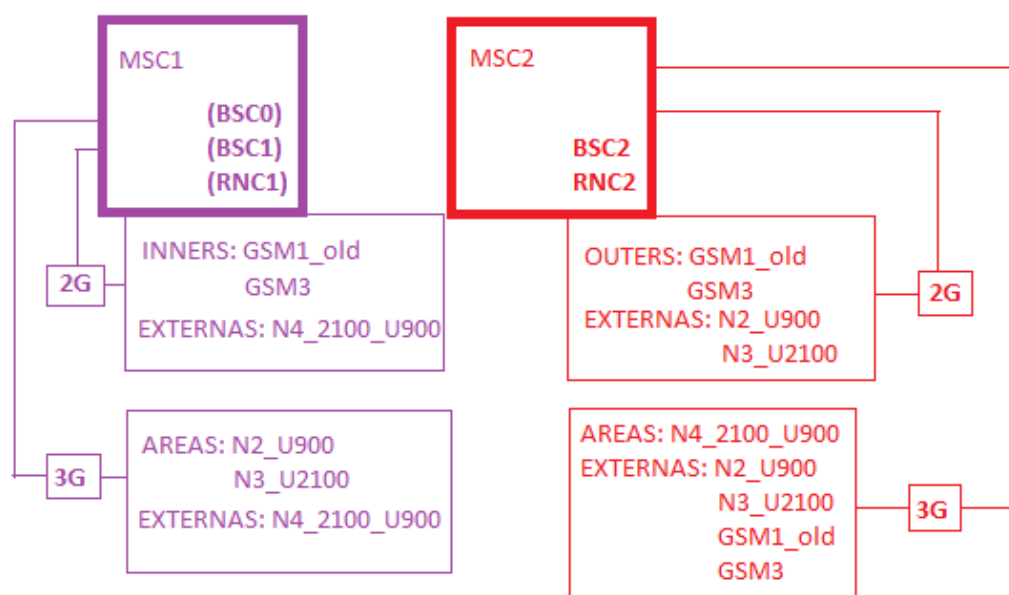 MSC1
(BSC0)
(BSC1)
(RNC1)
2G
INNERS: GSM1_old
GSM3
EXTERNAS: N4_2100_U900
3G
AREAS: N2_U900
N3_U2100
EXTERNAS: N4_2100_U900
MSC2
BSC2
RNC2
OUTERS: GSM1_old
GSM3
EXTERNAS: N2_U900
N3_U2100
2G
AREAS: N4_2100_U900
EXTERNAS: N2_U900
N3_U2100
GSM1_old
GSM3
3G